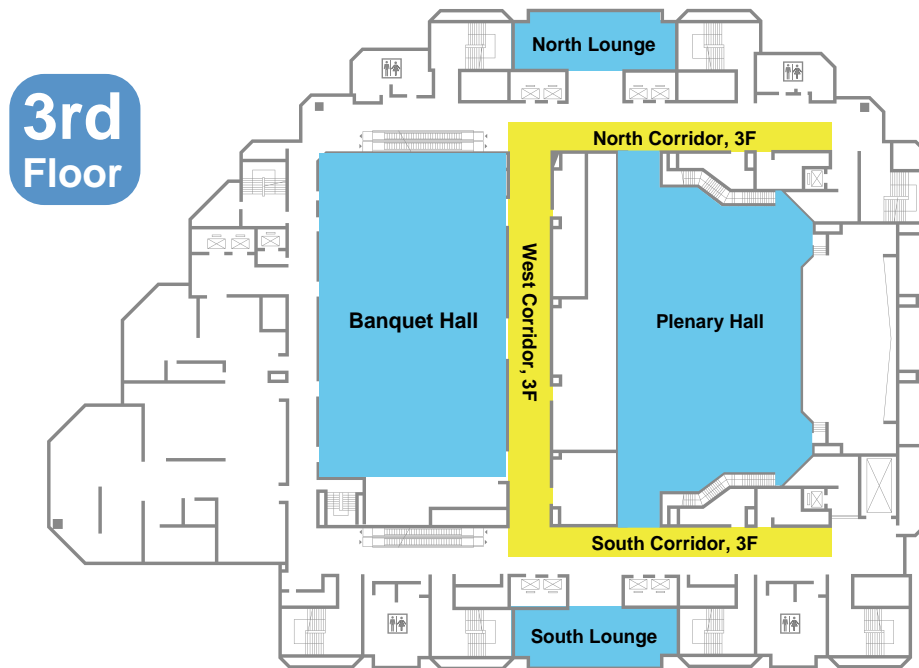 North Lounge
3rd
Floor
North Corridor, 3F
West Corridor, 3F
Banquet Hall
Plenary Hall
South Corridor, 3F
South Lounge